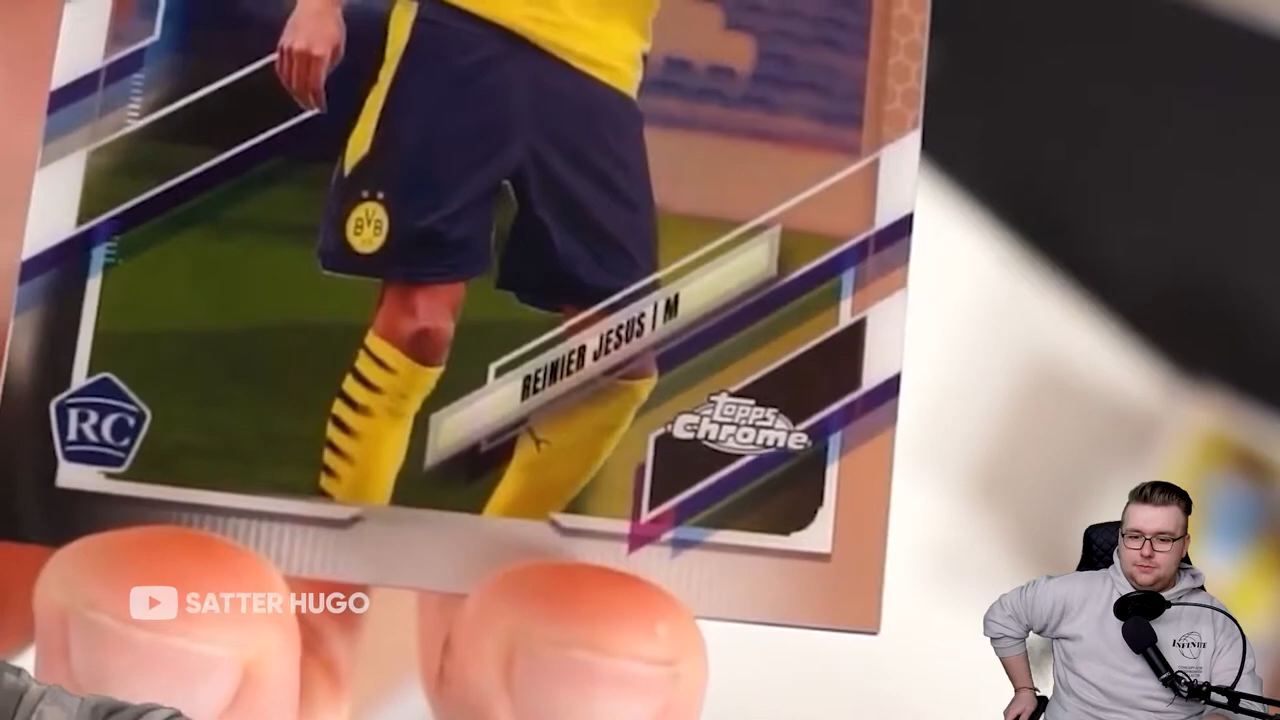 BVB
REINIER JESUS | M
RC
Topps
Chrome
SATTER HUGO
INFINITE